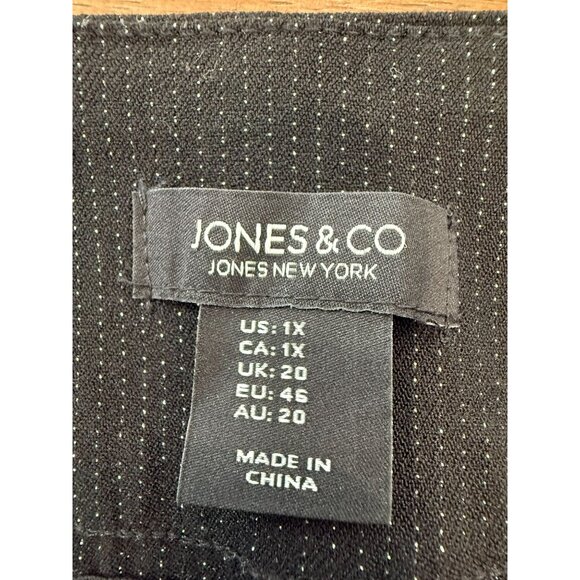 JONES & CO
JONES NEW YORK
US: 1X
CA: 1X
UK: 20
EU: 46
AU: 20
MADE IN
CHINA